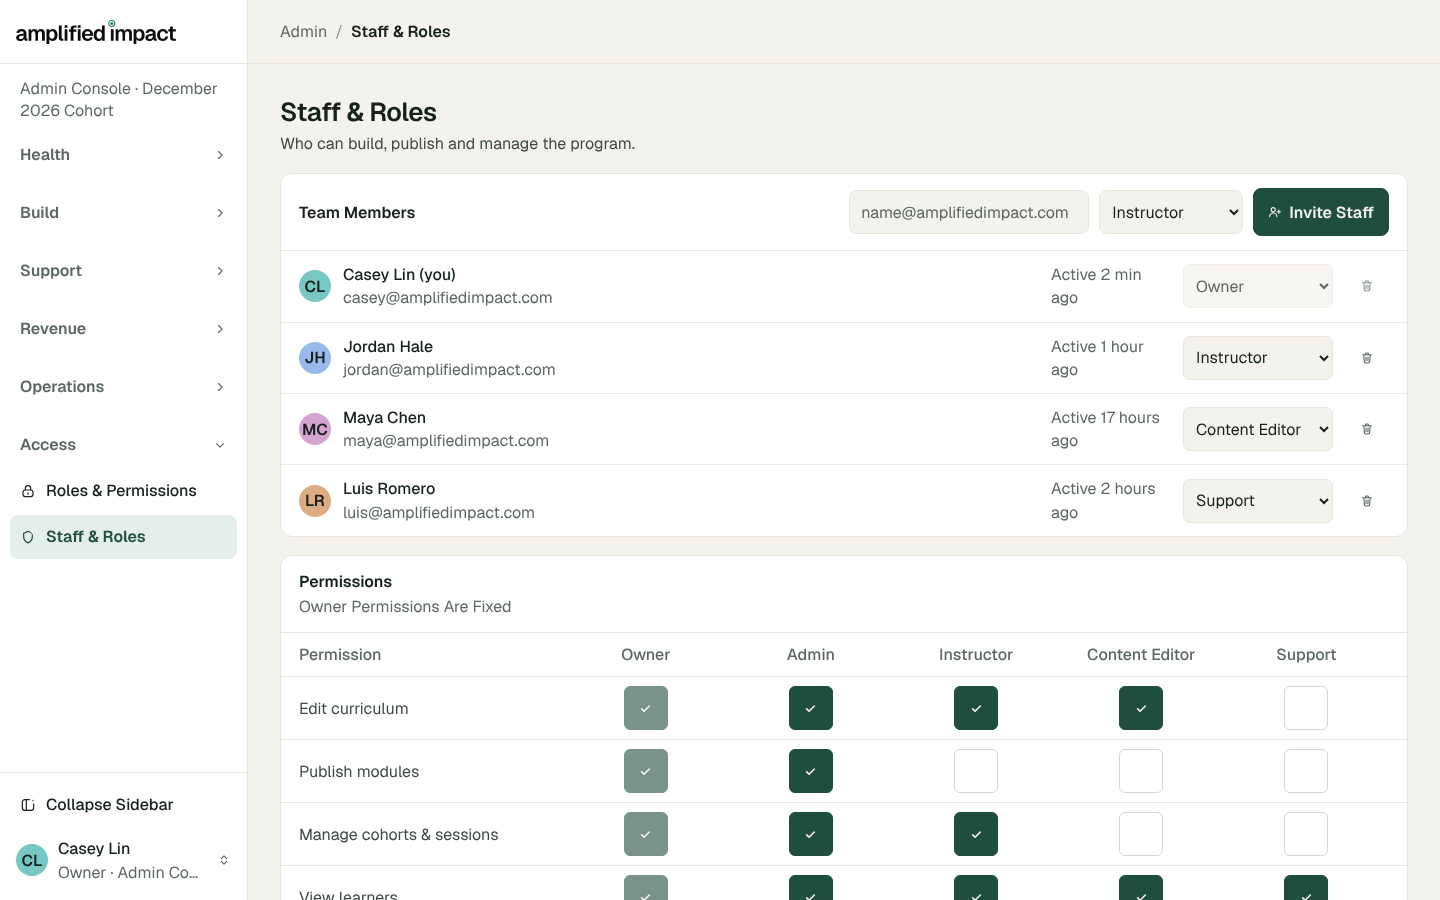 amplified impact
Admin / Staff & Roles
Admin Console · December
2026 Cohort
Health
Build
Support
Revenue
Operations
Access
Roles & Permissions
Staff & Roles
Collapse Sidebar
CL
Casey Lin
Owner · Admin Co...
Staff & Roles
Who can build, publish and manage the program.
Team Members
name@amplifiedimpact.com
Instructor
Invite Staff
CL
Casey Lin (you)
casey@amplifiedimpact.com
Active 2 min
ago
Owner
JH
Jordan Hale
jordan@amplifiedimpact.com
Active 1 hour
ago
Instructor
MC
Maya Chen
maya@amplifiedimpact.com
Active 17 hours
ago
Content Editor
LR
Luis Romero
luis@amplifiedimpact.com
Active 2 hours
ago
Support
Permissions
Owner Permissions Are Fixed
Permission Owner Admin Instructor Content Editor Support
Edit curriculum
Publish modules
Manage cohorts & sessions
View learners